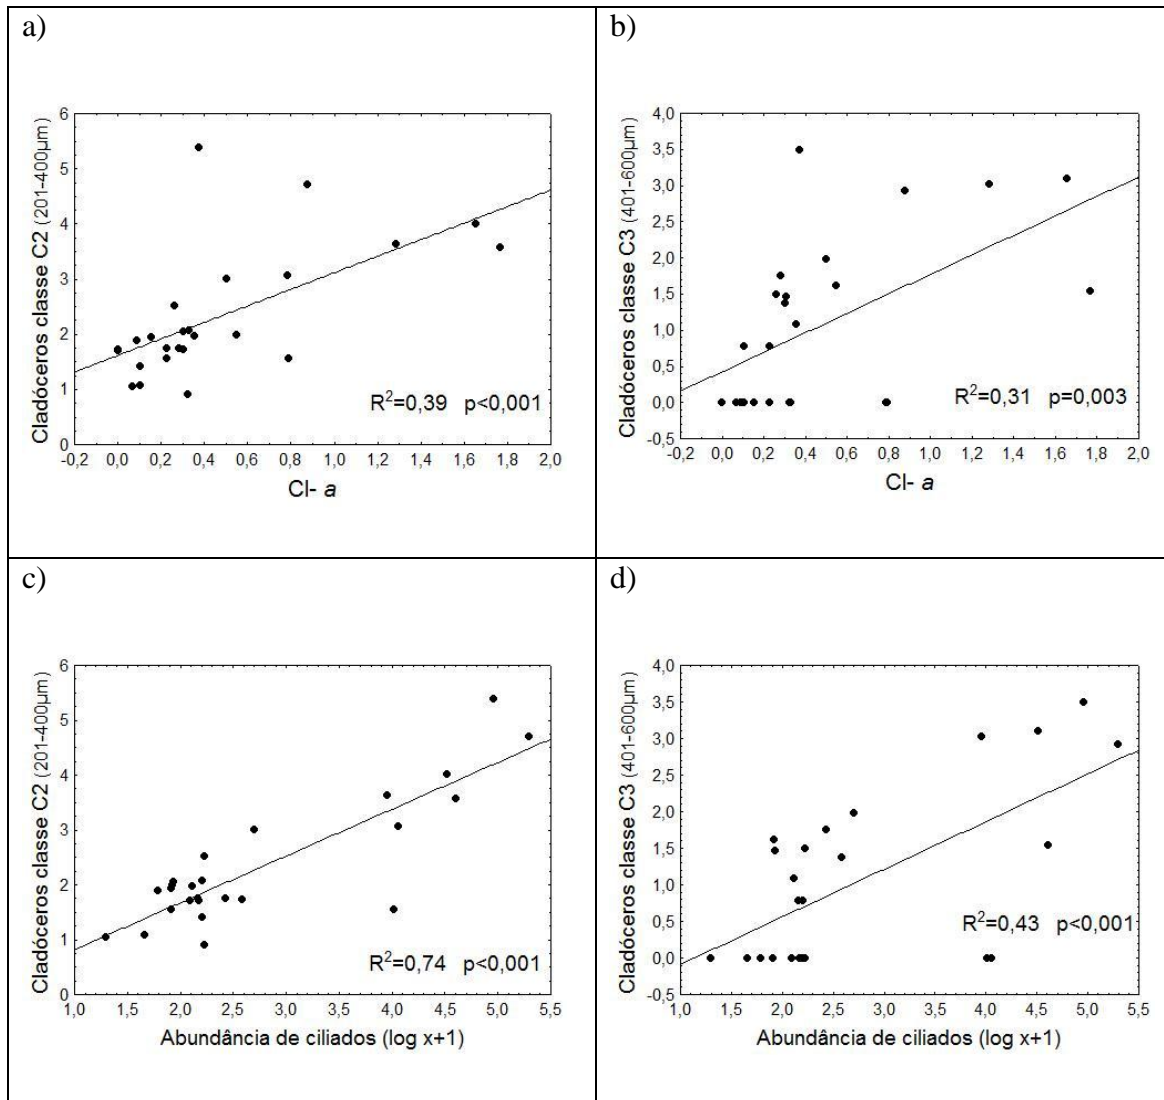 a)
Cladóceros classe C2 (201-400µm)
6
5
4
3
2
1
0
-0,2 0,0 0,2 0,4 0,6 0,8 1,0 1,2 1,4 1,6 1,8 2,0
R²=0,39 p<0,001
Cl- a
b)
Cladóceros classe C3 (401-600µm)
4,0
3,5
3,0
2,5
2,0
1,5
1,0
0,5
0,0
-0,5
-0,2 0,0 0,2 0,4 0,6 0,8 1,0 1,2 1,4 1,6 1,8 2,0
R²=0,31 p=0,003
Cl- a
c)
Cladóceros classe C2 (201-400µm)
6
5
4
3
2
1
0
1,0 1,5 2,0 2,5 3,0 3,5 4,0 4,5 5,0 5,5
R²=0,74 p<0,001
Abundância de ciliados (log x+1)
d)
Cladóceros classe C3 (401-600µm)
4,0
3,5
3,0
2,5
2,0
1,5
1,0
0,5
0,0
-0,5
1,0 1,5 2,0 2,5 3,0 3,5 4,0 4,5 5,0 5,5
R²=0,43 p<0,001
Abundância de ciliados (log x+1)